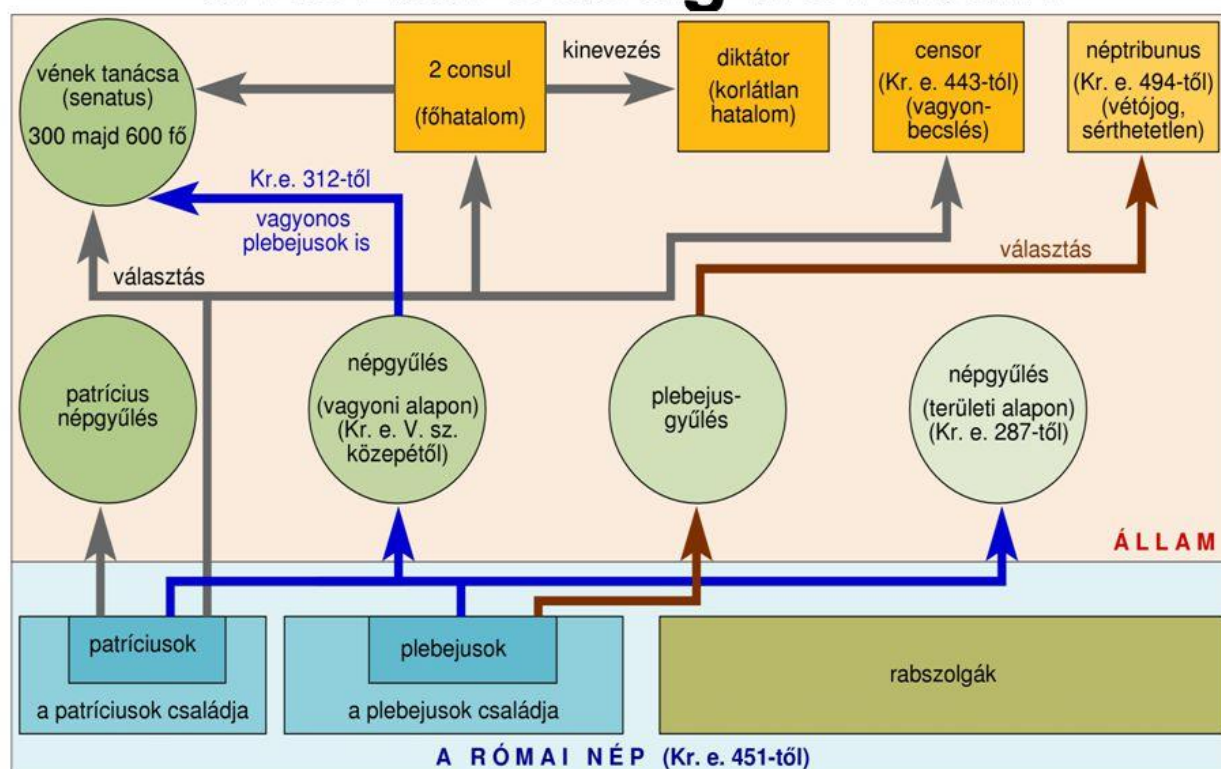 vének tanácsa
(senatus)
300 majd 600 fő
2 consul
(főhatalom)
kinevezés
diktátor
(korlátlan
hatalom)
censor
(Kr. e. 443-tól)
(vagyon-
becslés)
néptribunus
(Kr. e. 494-től)
(vétójog,
sérthetetlen)
Kr.e. 312-től
vagyonos
plebejusok is
választás
választás
patrícius
népgyűlés
népgyűlés
(vagyoni alapon)
(Kr. e. V. sz.
közepétől)
plebejus-
gyűlés
népgyűlés
(területi alapon)
(Kr. e. 287-től)
ÁLLAM
patríciusok
a patríciusok családja
plebejusok
a plebejusok családja
rabszolgák
A RÓMAI NÉP (Kr. e. 451-től)